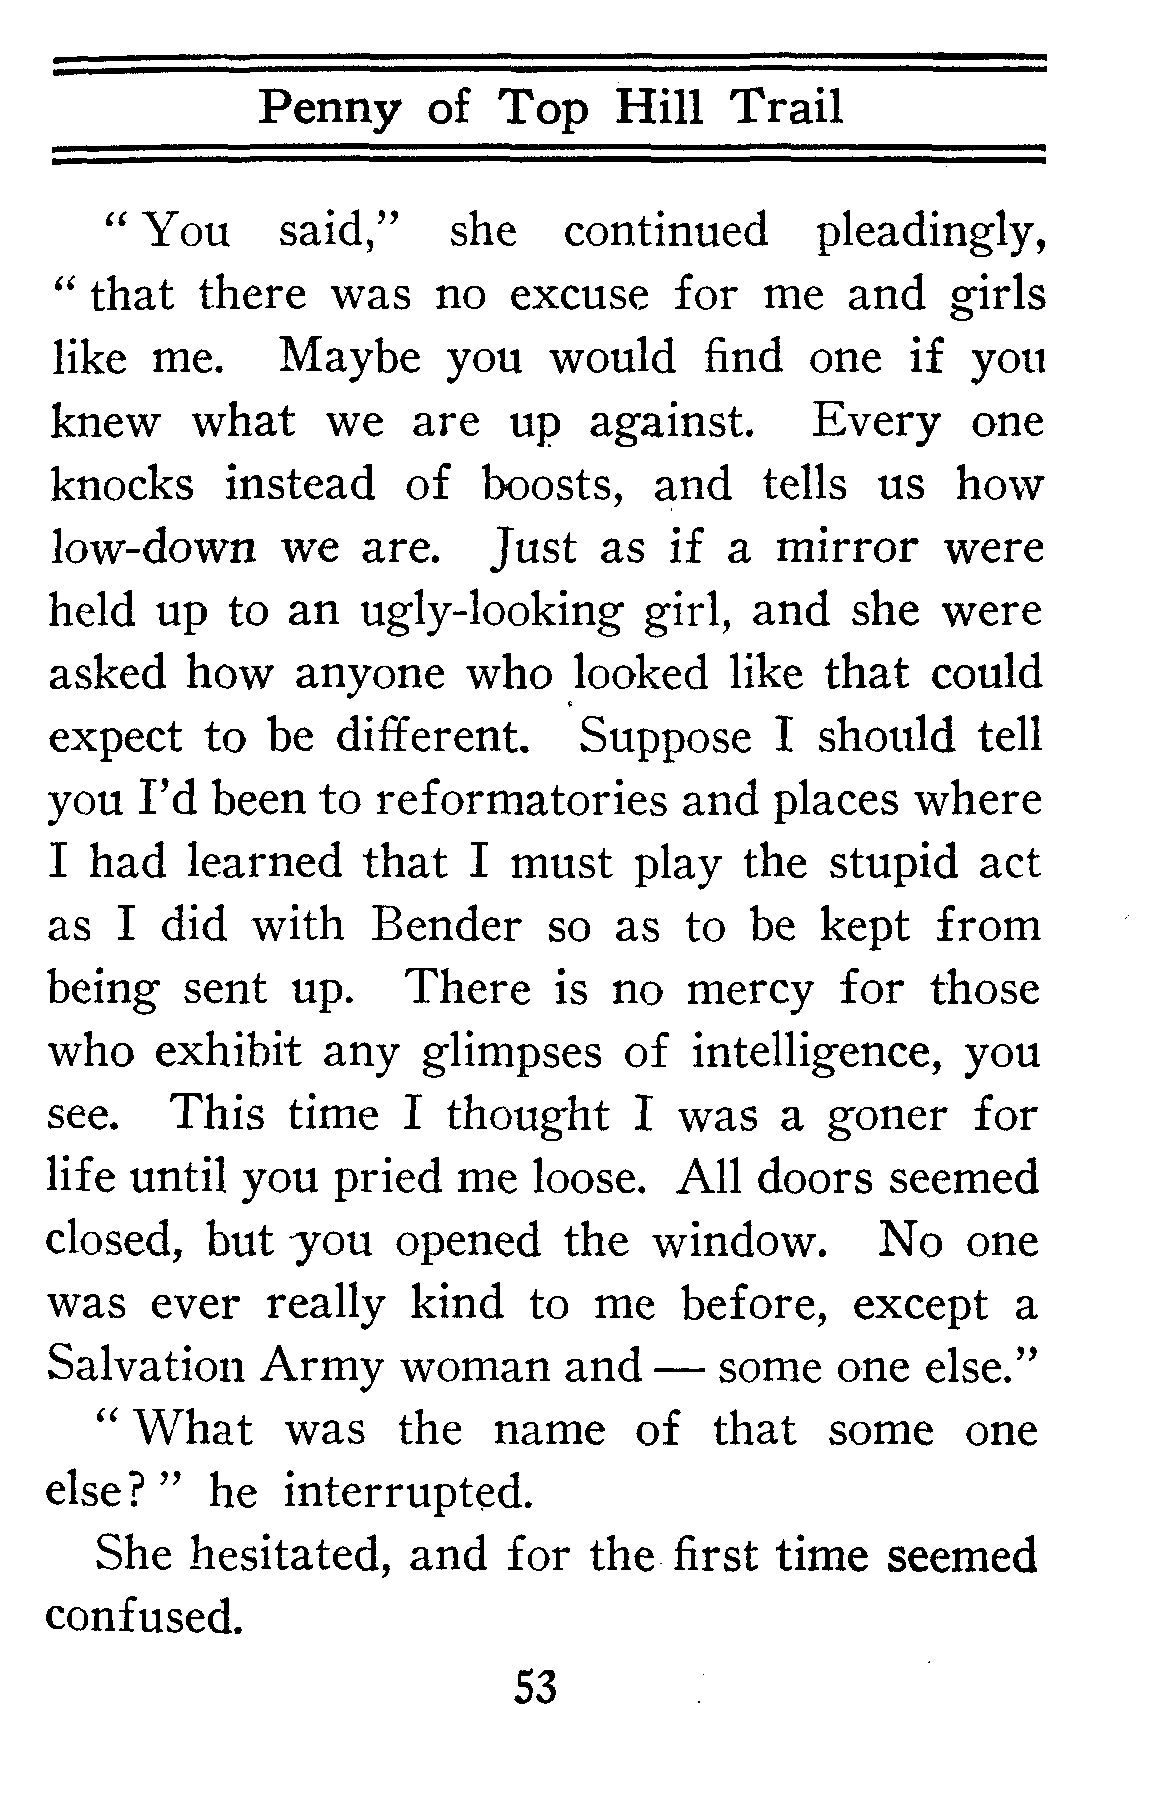 Penny of Top Hill Trail
“ You said,” she continued pleadingly,
“ that there was no excuse for me and girls
like me. Maybe you would find one if you
knew what we are up against. Every one
knocks instead of boosts, and tells us how
low-down we are. Just as if a mirror were
held up to an ugly-looking girl, and she were
asked how anyone who looked like that could
expect to be different. Suppose I should tell
you I’d been to reformatories and places where
I had learned that I must play the stupid act
as I did with Bender so as to be kept from
being sent up. There is no mercy for those
who exhibit any glimpses of intelligence, you
see. This time I thought I was a goner for
life until you pried me loose. All doors seemed
closed, but you opened the window. No one
was ever really kind to me before, except a
Salvation Army woman and — some one else.”
“ What was the name of that some one
else? ” he interrupted.
She hesitated, and for the first time seemed
confused.
53